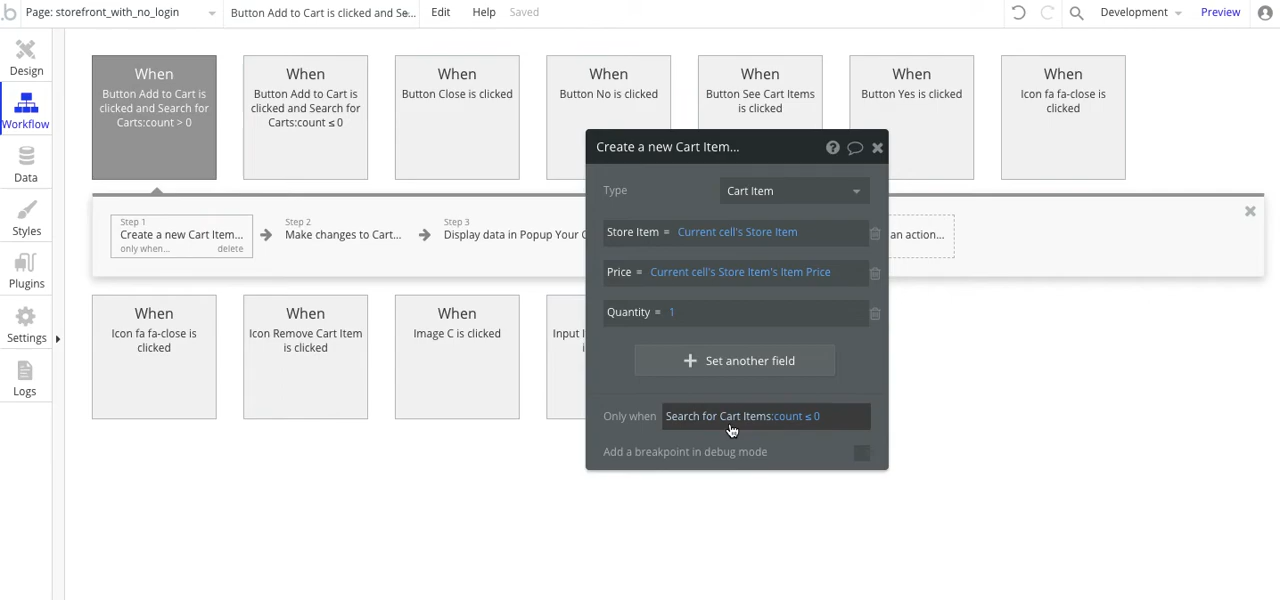 Page: storefront_with_no_login
Button Add to Cart is clicked and Se...
Edit
Help
Saved
Development
Preview
Design
Workflow
Data
Styles
Plugins
Settings
Logs
When
Button Add to Cart is
clicked and Search for
Carts:count > 0
When
Button Add to Cart is
clicked and Search for
Carts:count ≤ 0
When
Button Close is clicked
When
Button No is clicked
When
Button See Cart Items
is clicked
When
Button Yes is clicked
When
Icon fa fa-close is
clicked
Step 1
Create a new Cart Item...
only when...
delete
Step 2
Make changes to Cart...
Step 3
Display data in Popup Your
an action...
When
Icon fa fa-close is
clicked
When
Icon Remove Cart Item
is clicked
When
Image C is clicked
Input
Create a new Cart Item...
Type
Cart Item
Store Item = Current cell's Store Item
Price = Current cell's Store Item's Item Price
Quantity = 1
Set another field
Only when
Search for Cart Items:count ≤ 0
Add a breakpoint in debug mode